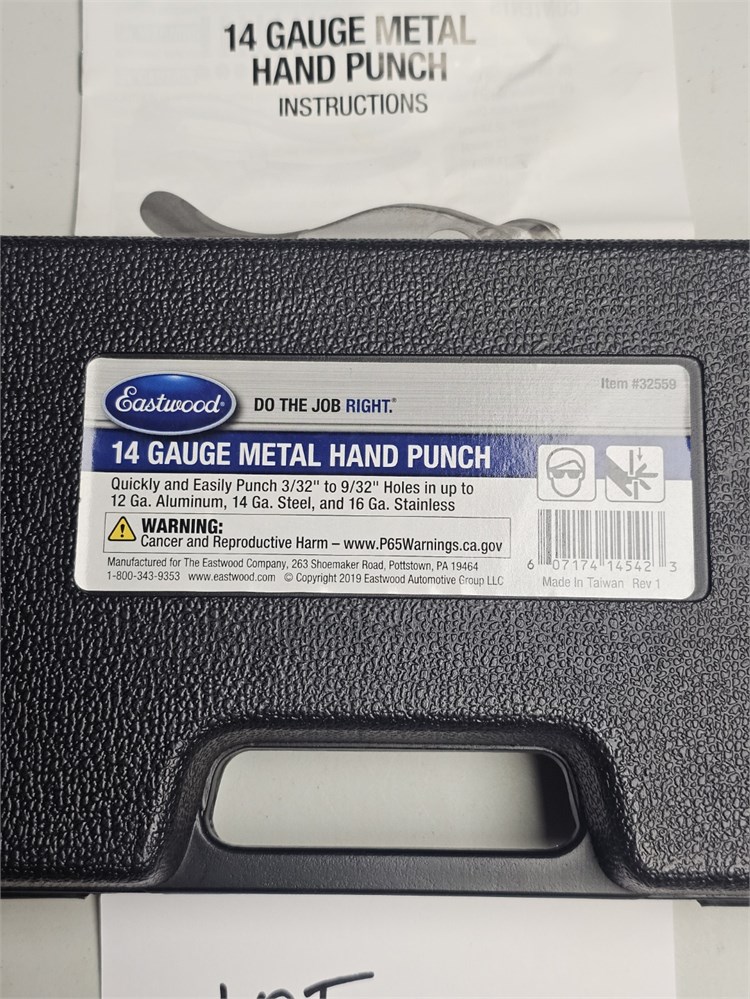 14 GAUGE METAL
HAND PUNCH
INSTRUCTIONS
Item #32559
Eastwood®
DO THE JOB RIGHT.®
14 GAUGE METAL HAND PUNCH
Quickly and Easily Punch 3/32" to 9/32" Holes in up to
12 Ga. Aluminum, 14 Ga. Steel, and 16 Ga. Stainless
WARNING:
Cancer and Reproductive Harm – www.P65Warnings.ca.gov
Manufactured for The Eastwood Company, 263 Shoemaker Road, Pottstown, PA 19464
1-800-343-9353 www.eastwood.com © Copyright 2019 Eastwood Automotive Group LLC
6 07174 14542 3
Made in Taiwan Rev 1